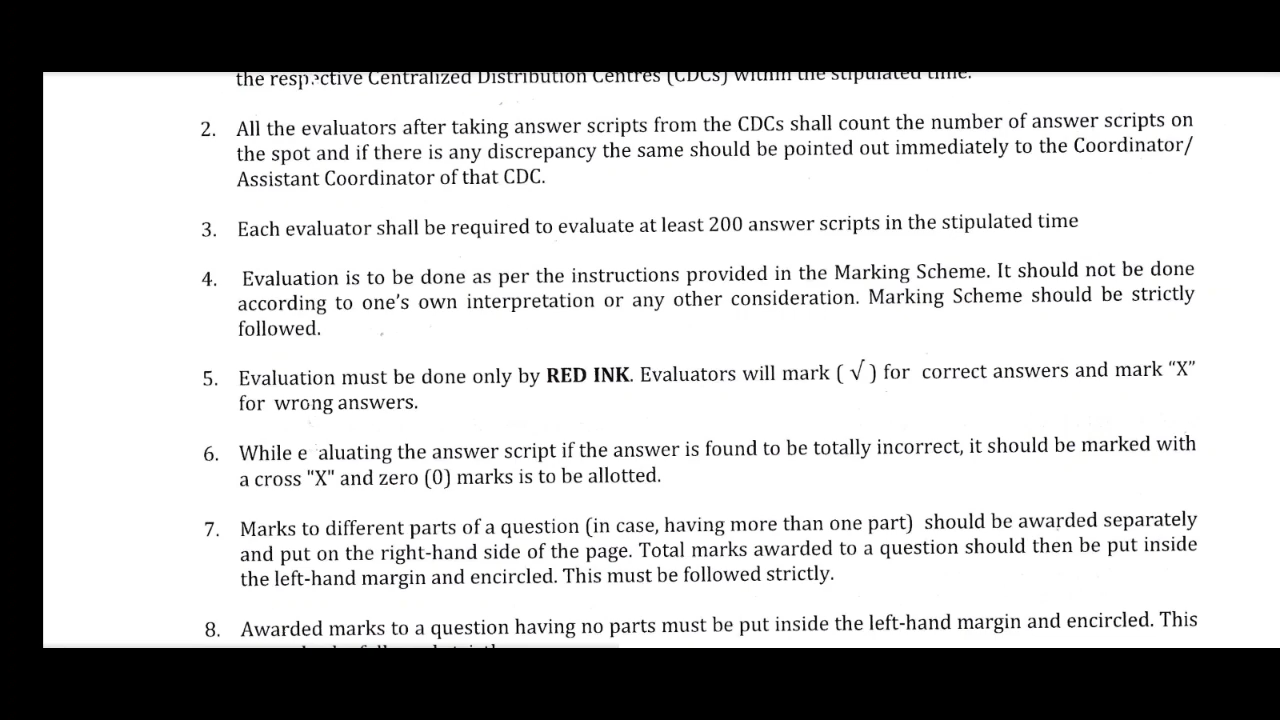 the respective Centralized Distribution Centres (CDCs) within the stipulated time.
2. All the evaluators after taking answer scripts from the CDCs shall count the number of answer scripts on
the spot and if there is any discrepancy the same should be pointed out immediately to the Coordinator/
Assistant Coordinator of that CDC.
3. Each evaluator shall be required to evaluate at least 200 answer scripts in the stipulated time
4. Evaluation is to be done as per the instructions provided in the Marking Scheme. It should not be done
according to one's own interpretation or any other consideration. Marking Scheme should be strictly
followed.
5. Evaluation must be done only by RED INK. Evaluators will mark ( √ ) for correct answers and mark “X”
for wrong answers.
6. While e aluating the answer script if the answer is found to be totally incorrect, it should be marked with
a cross "X" and zero (0) marks is to be allotted.
7. Marks to different parts of a question (in case, having more than one part) should be awarded separately
and put on the right-hand side of the page. Total marks awarded to a question should then be put inside
the left-hand margin and encircled. This must be followed strictly.
8. Awarded marks to a question having no parts must be put inside the left-hand margin and encircled. This